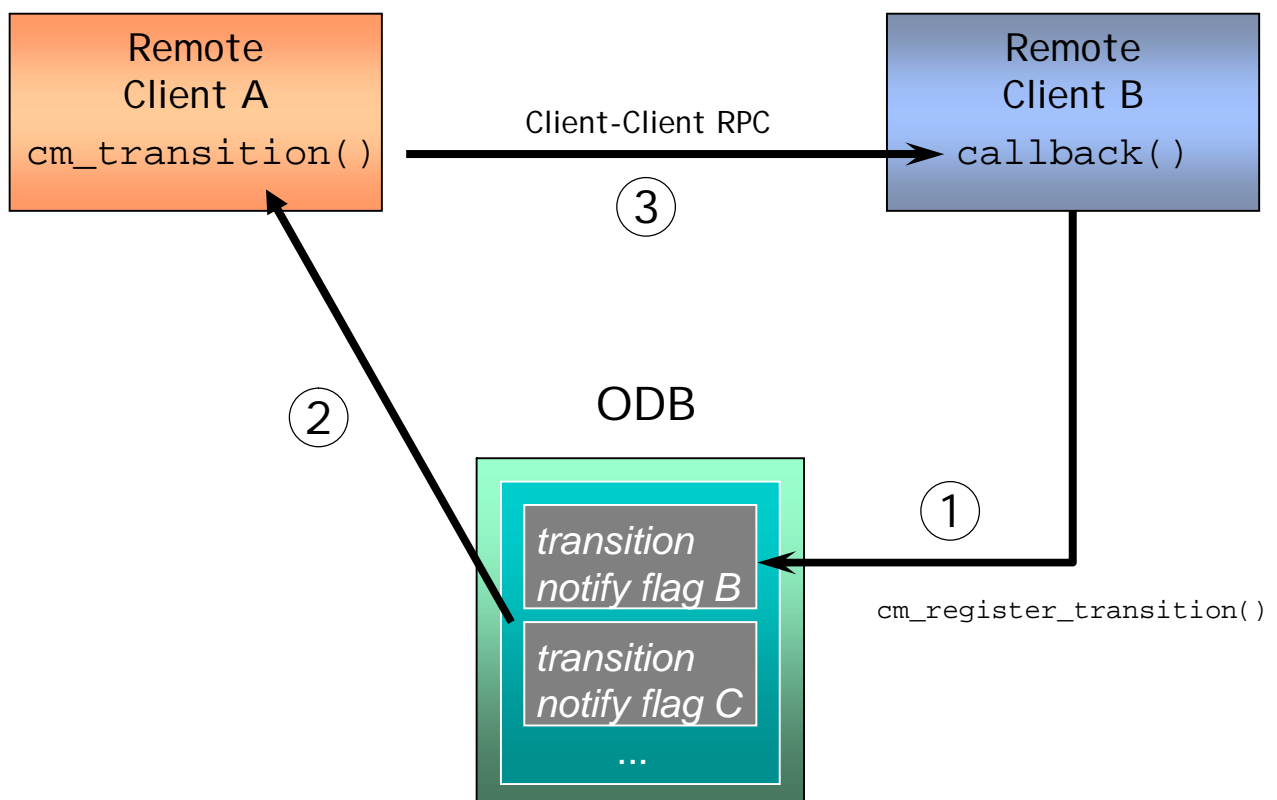 Remote
Client A
cm_transition()
Client-Client RPC
3
Remote
Client B
callback()
2
ODB
1
transition
notify flag B
cm_register_transition()
transition
notify flag C
...